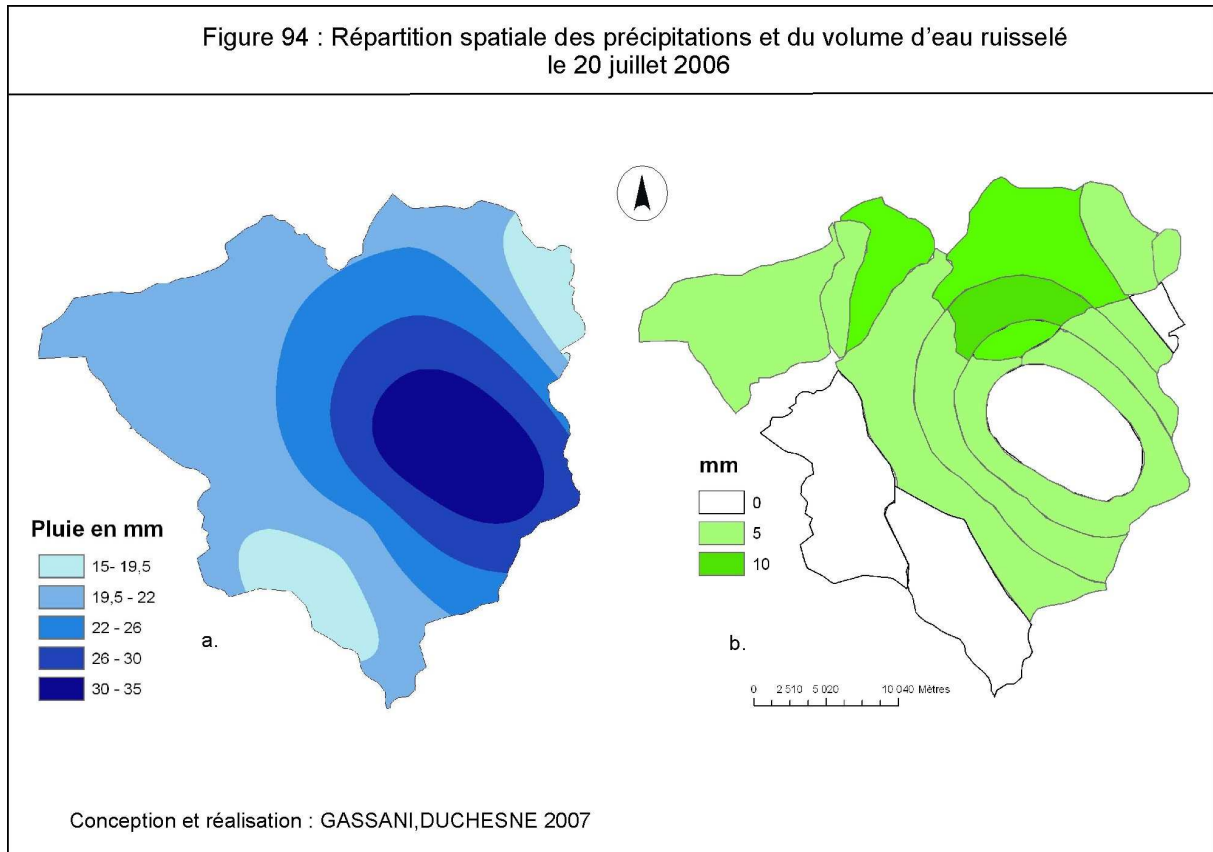 Figure 94 : Répartition spatiale des précipitations et du volume d'eau ruisselé
le 20 juillet 2006
Pluie en mm
15- 19,5
19,5 - 22
22 - 26
26 - 30
30 - 35
a.
mm
0
5
10
b.
0 2 510 5 020 10 040 Mètres
Conception et réalisation : GASSANI,DUCHESNE 2007